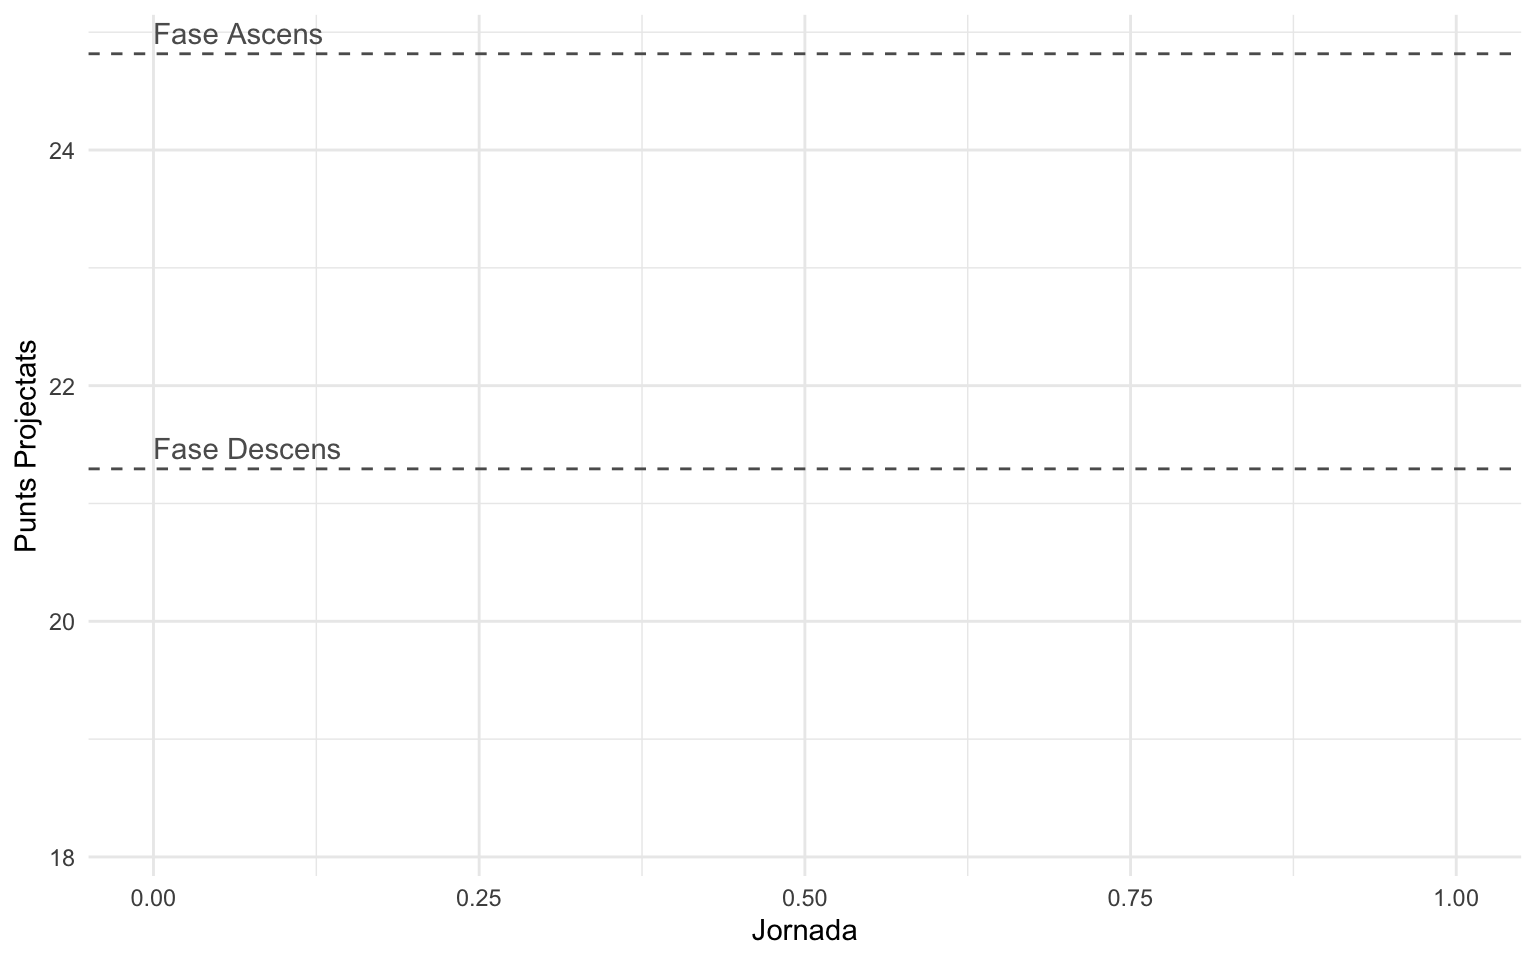 Fase Ascens
24
22
Fase Descens
20
18
Punts Projectats
0.00 0.25 0.50 0.75 1.00
Jornada